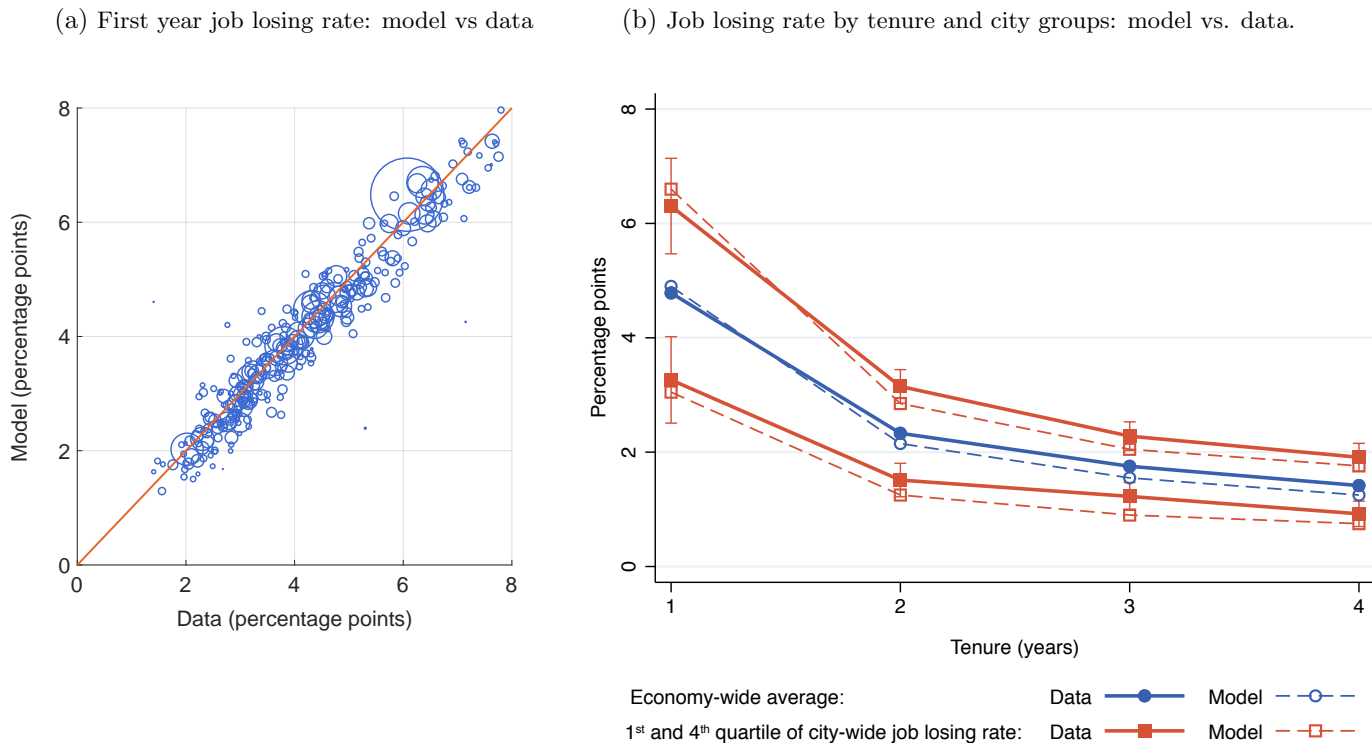 (a) First year job losing rate: model vs data
(b) Job losing rate by tenure and city groups: model vs. data.
Model (percentage points)
8
6
4
2
0
0 2 4 6 8
Data (percentage points)
Percentage points
8
6
4
2
0
1 2 3 4
Tenure (years)
Economy-wide average: Data Model
1st and 4th quartile of city-wide job losing rate: Data Model